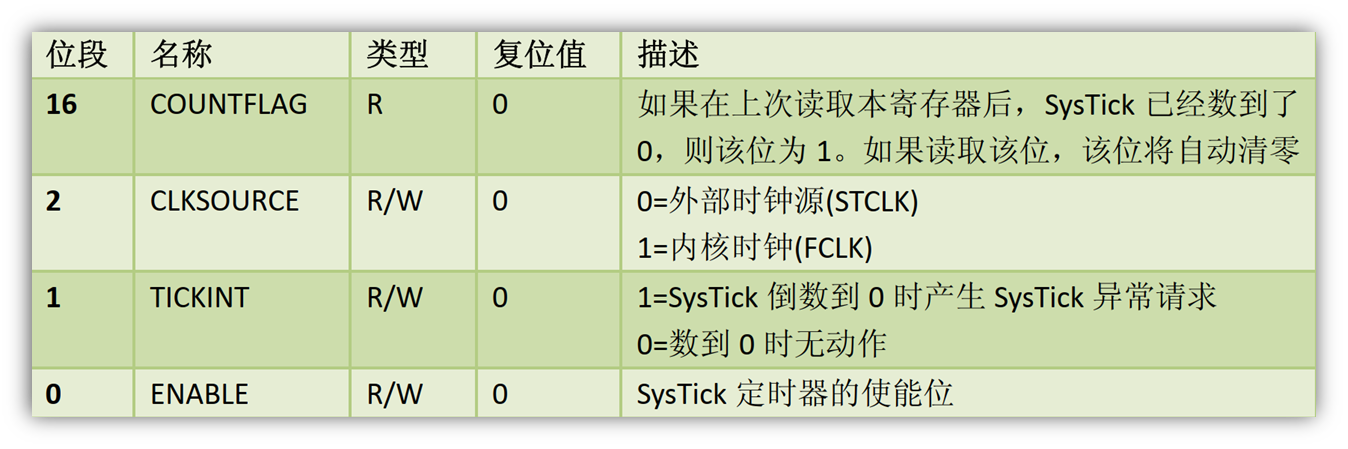 位段 名称 类型 复位值 描述
16 COUNTFLAG R 0 如果在上次读取本寄存器后，SysTick 已经数到了
0，则该位为 1。如果读取该位，该位将自动清零
2 CLKSOURCE R/W 0 0=外部时钟源(STCLK)
1=内核时钟(FCLK)
1 TICKINT R/W 0 1=SysTick 倒数到 0 时产生 SysTick 异常请求
0=数到 0 时无动作
0 ENABLE R/W 0 SysTick 定时器的使能位